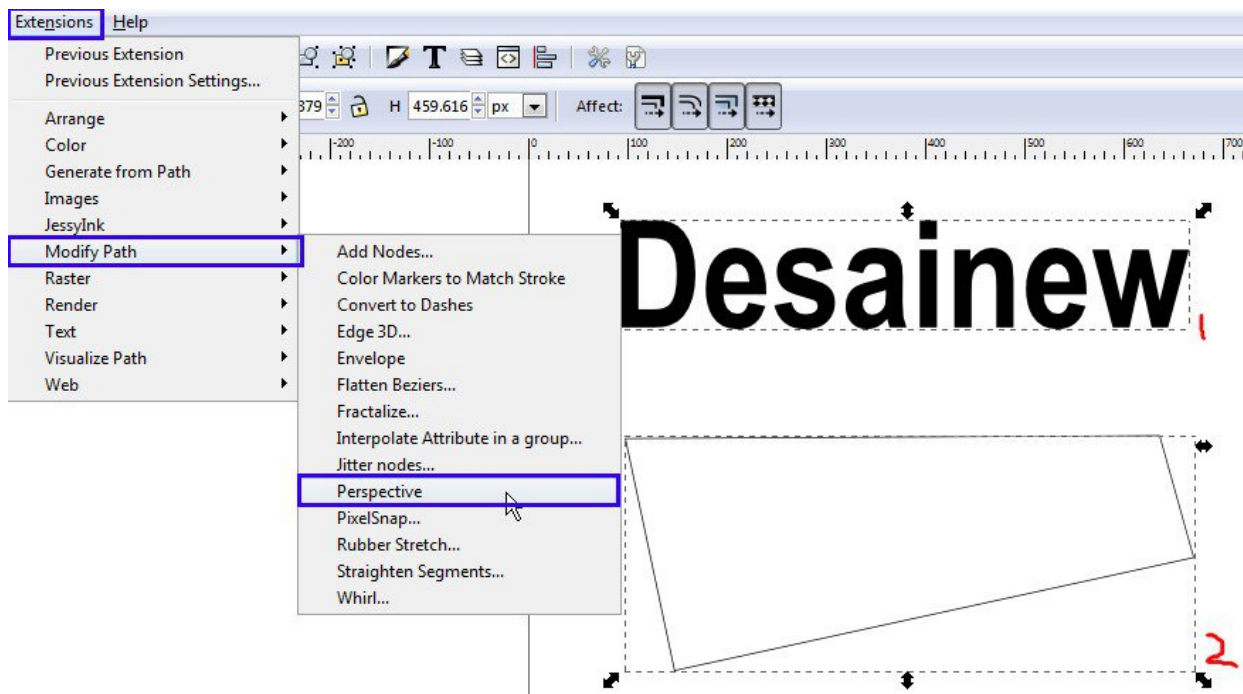 Extensions Help
Previous Extension
Previous Extension Settings...
Arrange
Color
Generate from Path
Images
JessyInk
Modify Path
Raster
Render
Text
Visualize Path
Web
379 H 459.616 px Affect:
-200 -100 0 100 200 300 400 500 600 700
Add Nodes...
Color Markers to Match Stroke
Convert to Dashes
Edge 3D...
Envelope
Flatten Beziers...
Fractalize...
Interpolate Attribute in a group...
Jitter nodes...
Perspective
PixelSnap...
Rubber Stretch...
Straighten Segments...
Whirl...
Desainew
1
2